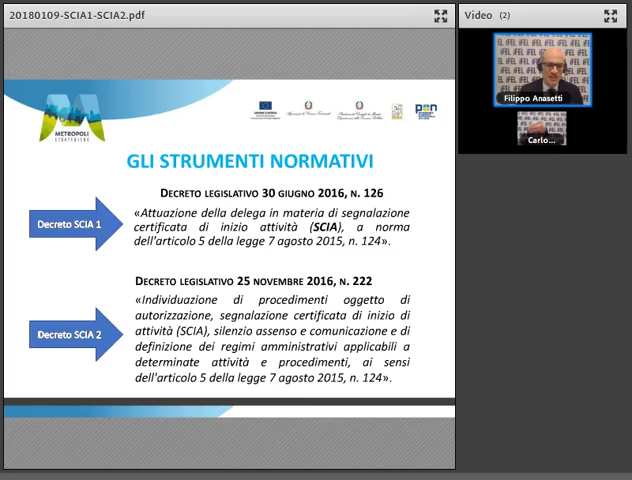 20180109-SCIA1-SCIA2.pdf
Video (2)
Filippo Anasetti
Carlo...
METROPOLI
STRATEGICHE
UNIONE EUROPEA
pon
GLI STRUMENTI NORMATIVI
DECRETO LEGISLATIVO 30 GIUGNO 2016, N. 126
Decreto SCIA 1
«Attuazione della delega in materia di segnalazione
certificata di inizio attività (SCIA), a norma
dell'articolo 5 della legge 7 agosto 2015, n. 124».
DECRETO LEGISLATIVO 25 NOVEMBRE 2016, N. 222
Decreto SCIA 2
«Individuazione di procedimenti oggetto di
autorizzazione, segnalazione certificata di inizio di
attività (SCIA), silenzio assenso e comunicazione e di
definizione dei regimi amministrativi applicabili a
determinate attività e procedimenti, ai sensi
dell'articolo 5 della legge 7 agosto 2015, n. 124».